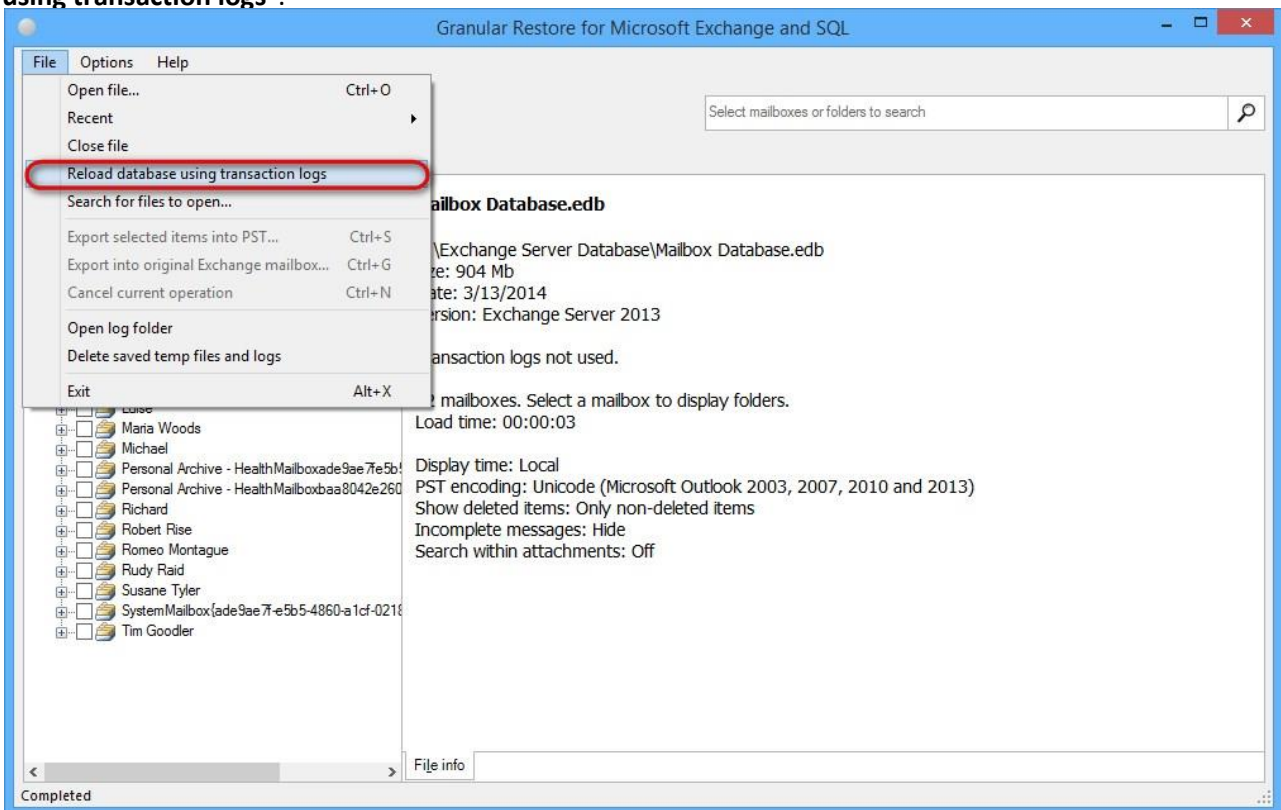 using transaction logs".
Granular Restore for Microsoft Exchange and SQL
File Options Help
Open file... Ctrl+O
Recent
Close file
Reload database using transaction logs
Search for files to open...
Export selected items into PST... Ctrl+S
Export into original Exchange mailbox... Ctrl+G
Cancel current operation Ctrl+N
Open log folder
Delete saved temp files and logs
Exit Alt+X
Select mailboxes or folders to search
Luise
Maria Woods
Michael
Personal Archive - HealthMailboxade9ae7fe5b5
Personal Archive - HealthMailboxbaa8042e260
Richard
Robert Rise
Romeo Montague
Rudy Raid
Susane Tyler
SystemMailbox{ade9ae7f-e5b5-4860-a1cf-0218
Tim Goodler
ailbox Database.edb
\Exchange Server Database\Mailbox Database.edb
ze: 904 Mb
ate: 3/13/2014
ersion: Exchange Server 2013
ansaction logs not used.
2 mailboxes. Select a mailbox to display folders.
Load time: 00:00:03
Display time: Local
PST encoding: Unicode (Microsoft Outlook 2003, 2007, 2010 and 2013)
Show deleted items: Only non-deleted items
Incomplete messages: Hide
Search within attachments: Off
File info
Completed